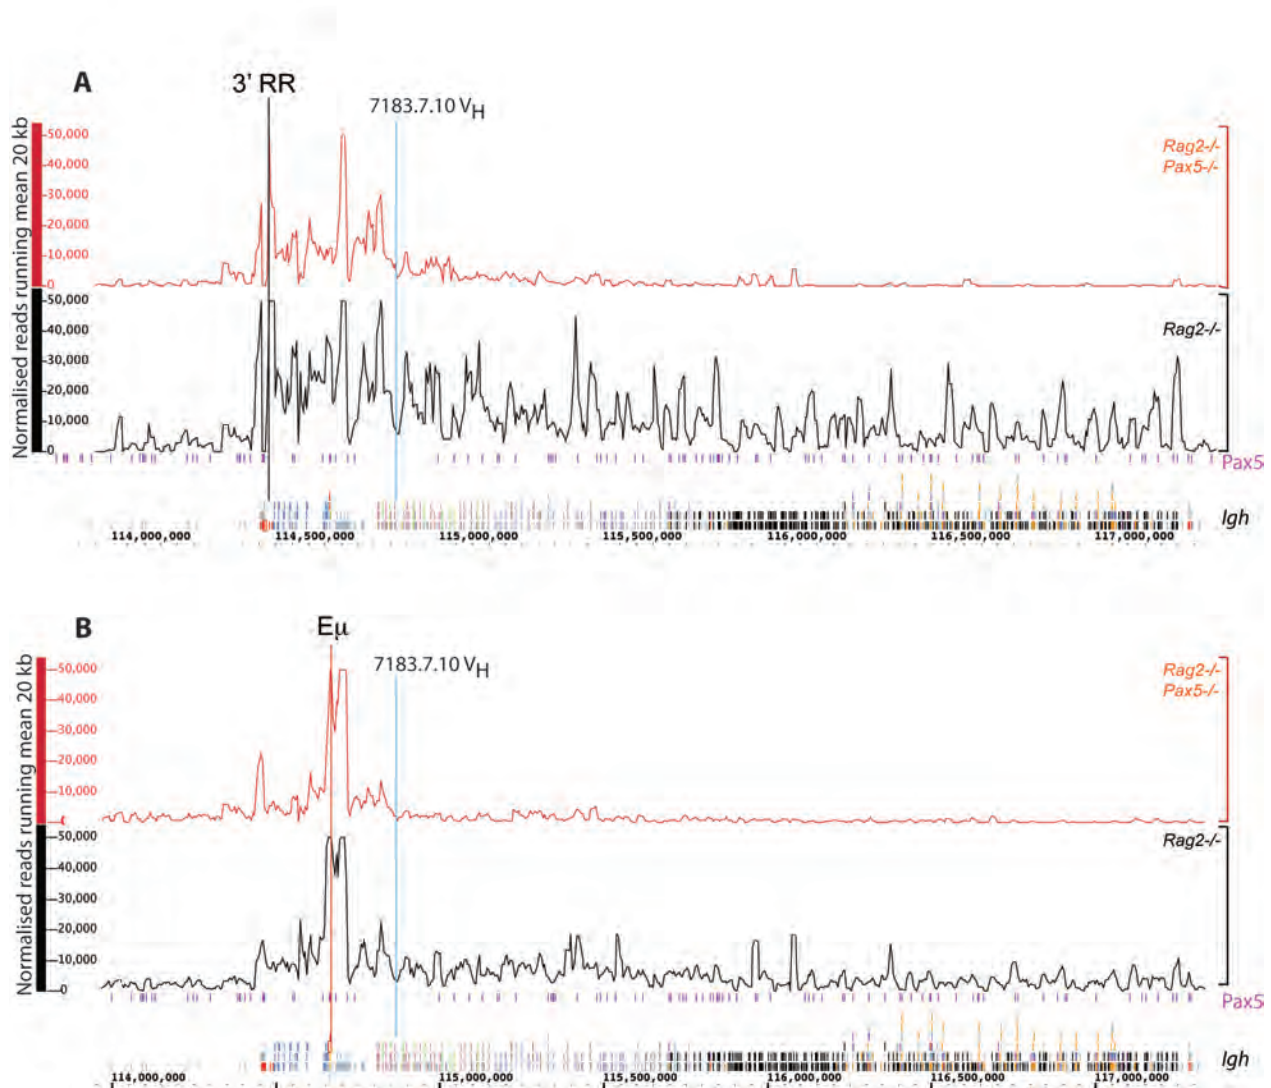 A
3' RR
7183.7.10 VH
Normalised reads running mean 20 kb
50,000
40,000
30,000
20,000
10,000
0
Rag2-/-
Pax5-/-
50,000
40,000
30,000
20,000
10,000
0
Rag2-/-
Pax5
Igh
114,000,000 114,500,000 115,000,000 115,500,000 116,000,000 116,500,000 117,000,000
B
Eμ
7183.7.10 VH
Normalised reads running mean 20 kb
50,000
40,000
30,000
20,000
10,000
Rag2-/-
Pax5-/-
50,000
40,000
30,000
20,000
10,000
0
Rag2-/-
Pax5
Igh
114,000,000 115,000,000 115,500,000 116,000,000 116,500,000 117,000,000